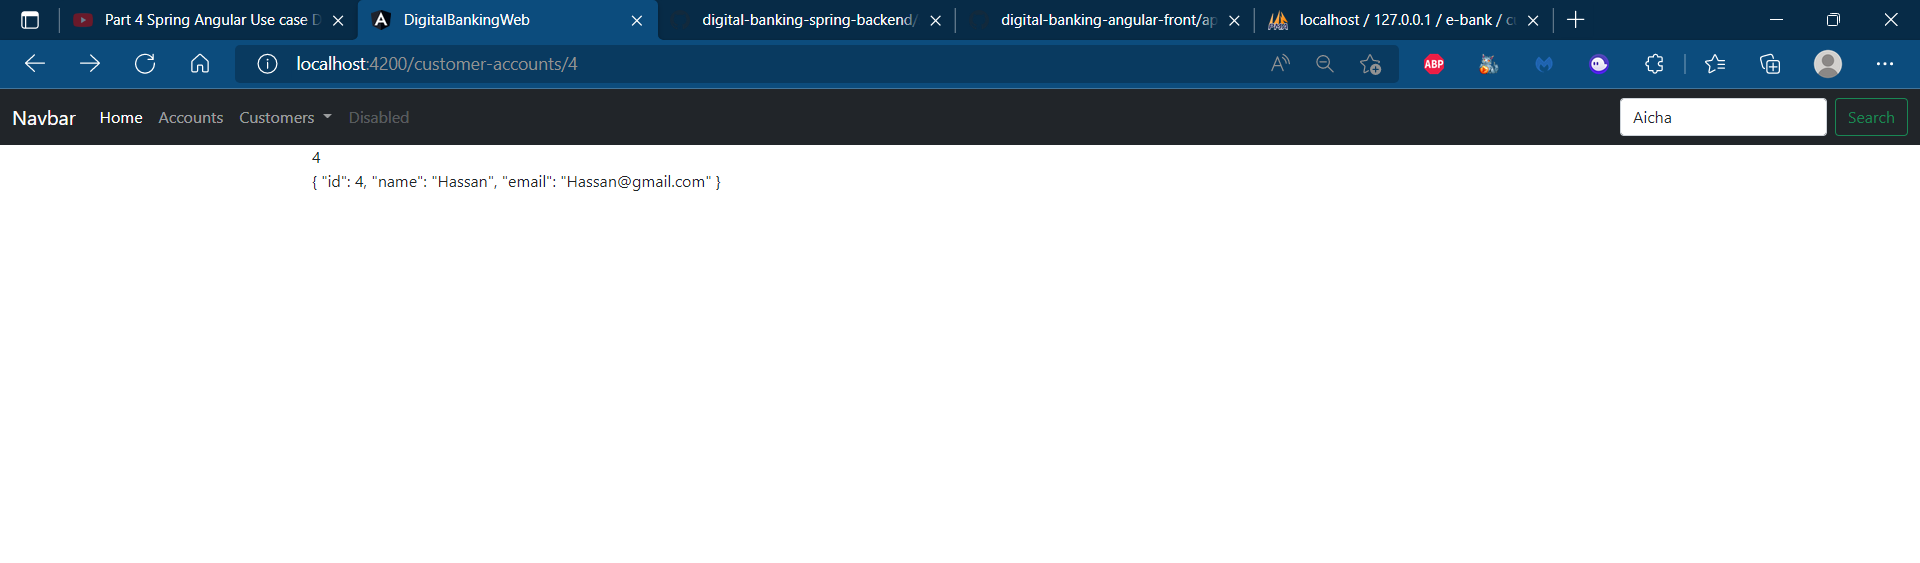 Part 4 Spring Angular Use case D
DigitalBankingWeb
digital-banking-spring-backend/
digital-banking-angular-front/ap
localhost / 127.0.0.1 / e-bank / cu
localhost:4200/customer-accounts/4
ABP
Navbar Home Accounts Customers Disabled Aicha Search
4
{ "id": 4, "name": "Hassan", "email": "Hassan@gmail.com" }